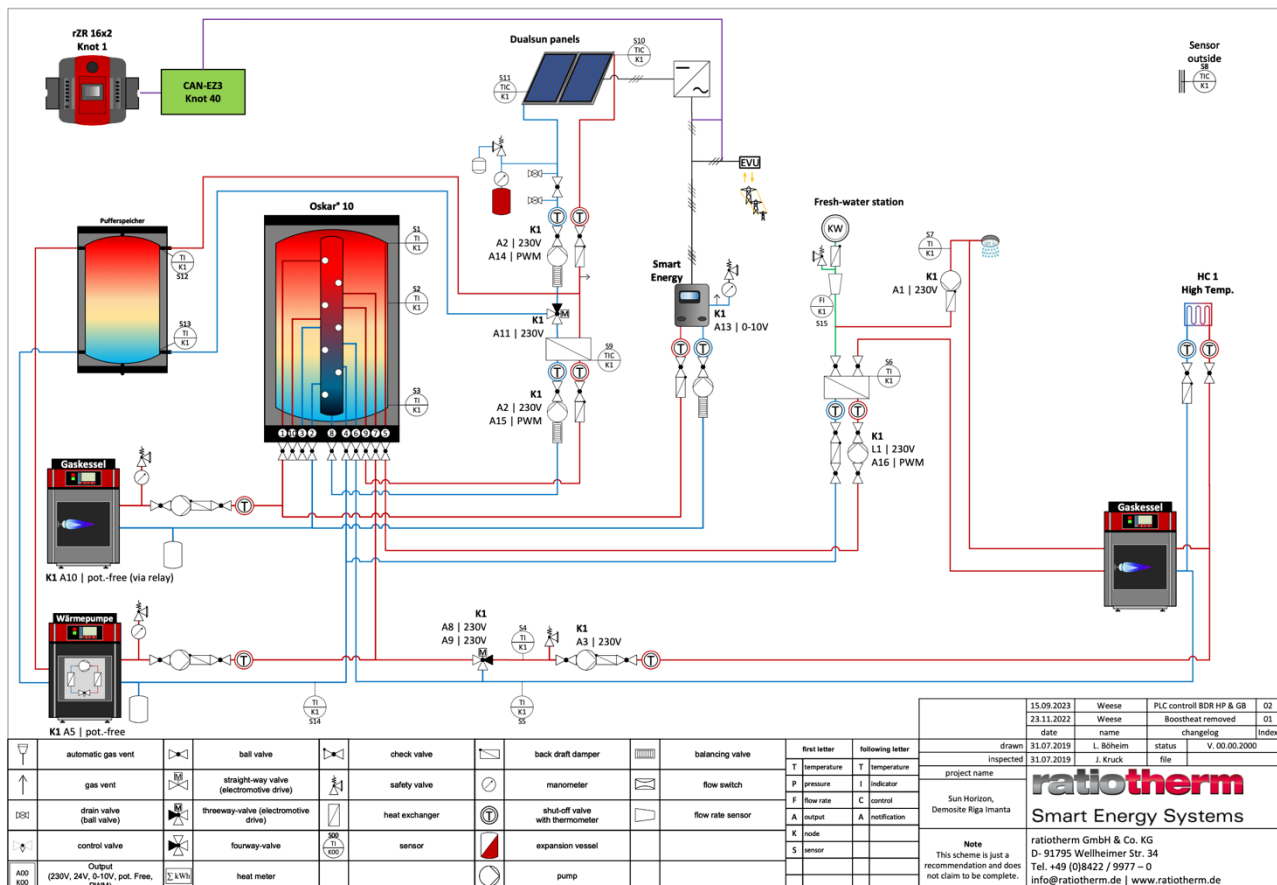 rZR 16x2
Knot 1
CAN-EZ3
Knot 40
Dualsun panels
S10
TIC
K1
S11
TIC
K1
Sensor
outside
S8
TIC
K1
EVU
Pufferspeicher
TI
K1
S12
S13
TI
K1
Oskar° 10
S1
TI
K1
S2
TI
K1
S3
TI
K1
1 10 3 2 8 4 6 9 7 5
T T
K1
A2 | 230V
A14 | PWM
M
K1
A11 | 230V
S9
TIC
K1
T T
K1
A2 | 230V
A15 | PWM
Smart
Energy
K1
A13 | 0-10V
T T
Fresh-water station
KW
FI
K1
S15
S7
TI
K1
K1
A1 | 230V
S6
TI
K1
T T
K1
L1 | 230V
A16 | PWM
HC 1
High Temp.
T T
Gaskessel
T
K1 A10 | pot.-free (via relay)
Gaskessel
Wärmepumpe
T
K1 A5 | pot.-free
TI
K1
S14
K1
A8 | 230V
A9 | 230V
M
S4
TI
K1
TI
K1
S5
K1
A3 | 230V
T
automatic gas vent
ball valve
check valve
back draft damper
balancing valve
gas vent
M
straight-way valve
(electromotive drive)
safety valve
manometer
flow switch
drain valve
(ball valve)
M
threeway-valve (electromotive
drive)
heat exchanger
T
shut-off valve
with thermometer
flow rate sensor
control valve
fourway-valve
S00
TI
K00
sensor
expansion vessel
A00
K00
Output
(230V, 24V, 0-10V, pot. Free,
PWM)
Σ kWh
heat meter
pump
first letter following letter
T temperature T temperature
P pressure I indicator
F flow rate C control
A output A notification
K node
S sensor
15.09.2023 Weese PLC controll BDR HP & GB 02
23.11.2022 Weese Boostheat removed 01
date name changelog Index
drawn 31.07.2019 L. Böheim status V. 00.00.2000
inspected 31.07.2019 J. Kruck file
project name
Sun Horizon,
Demosite Riga Imanta
Note
This scheme is just a
recommendation and does
not claim to be complete.
ratiotherm
Smart Energy Systems
ratiotherm GmbH & Co. KG
D- 91795 Wellheimer Str. 34
Tel. +49 (0)8422 / 9977 – 0
info@ratiotherm.de | www.ratiotherm.de